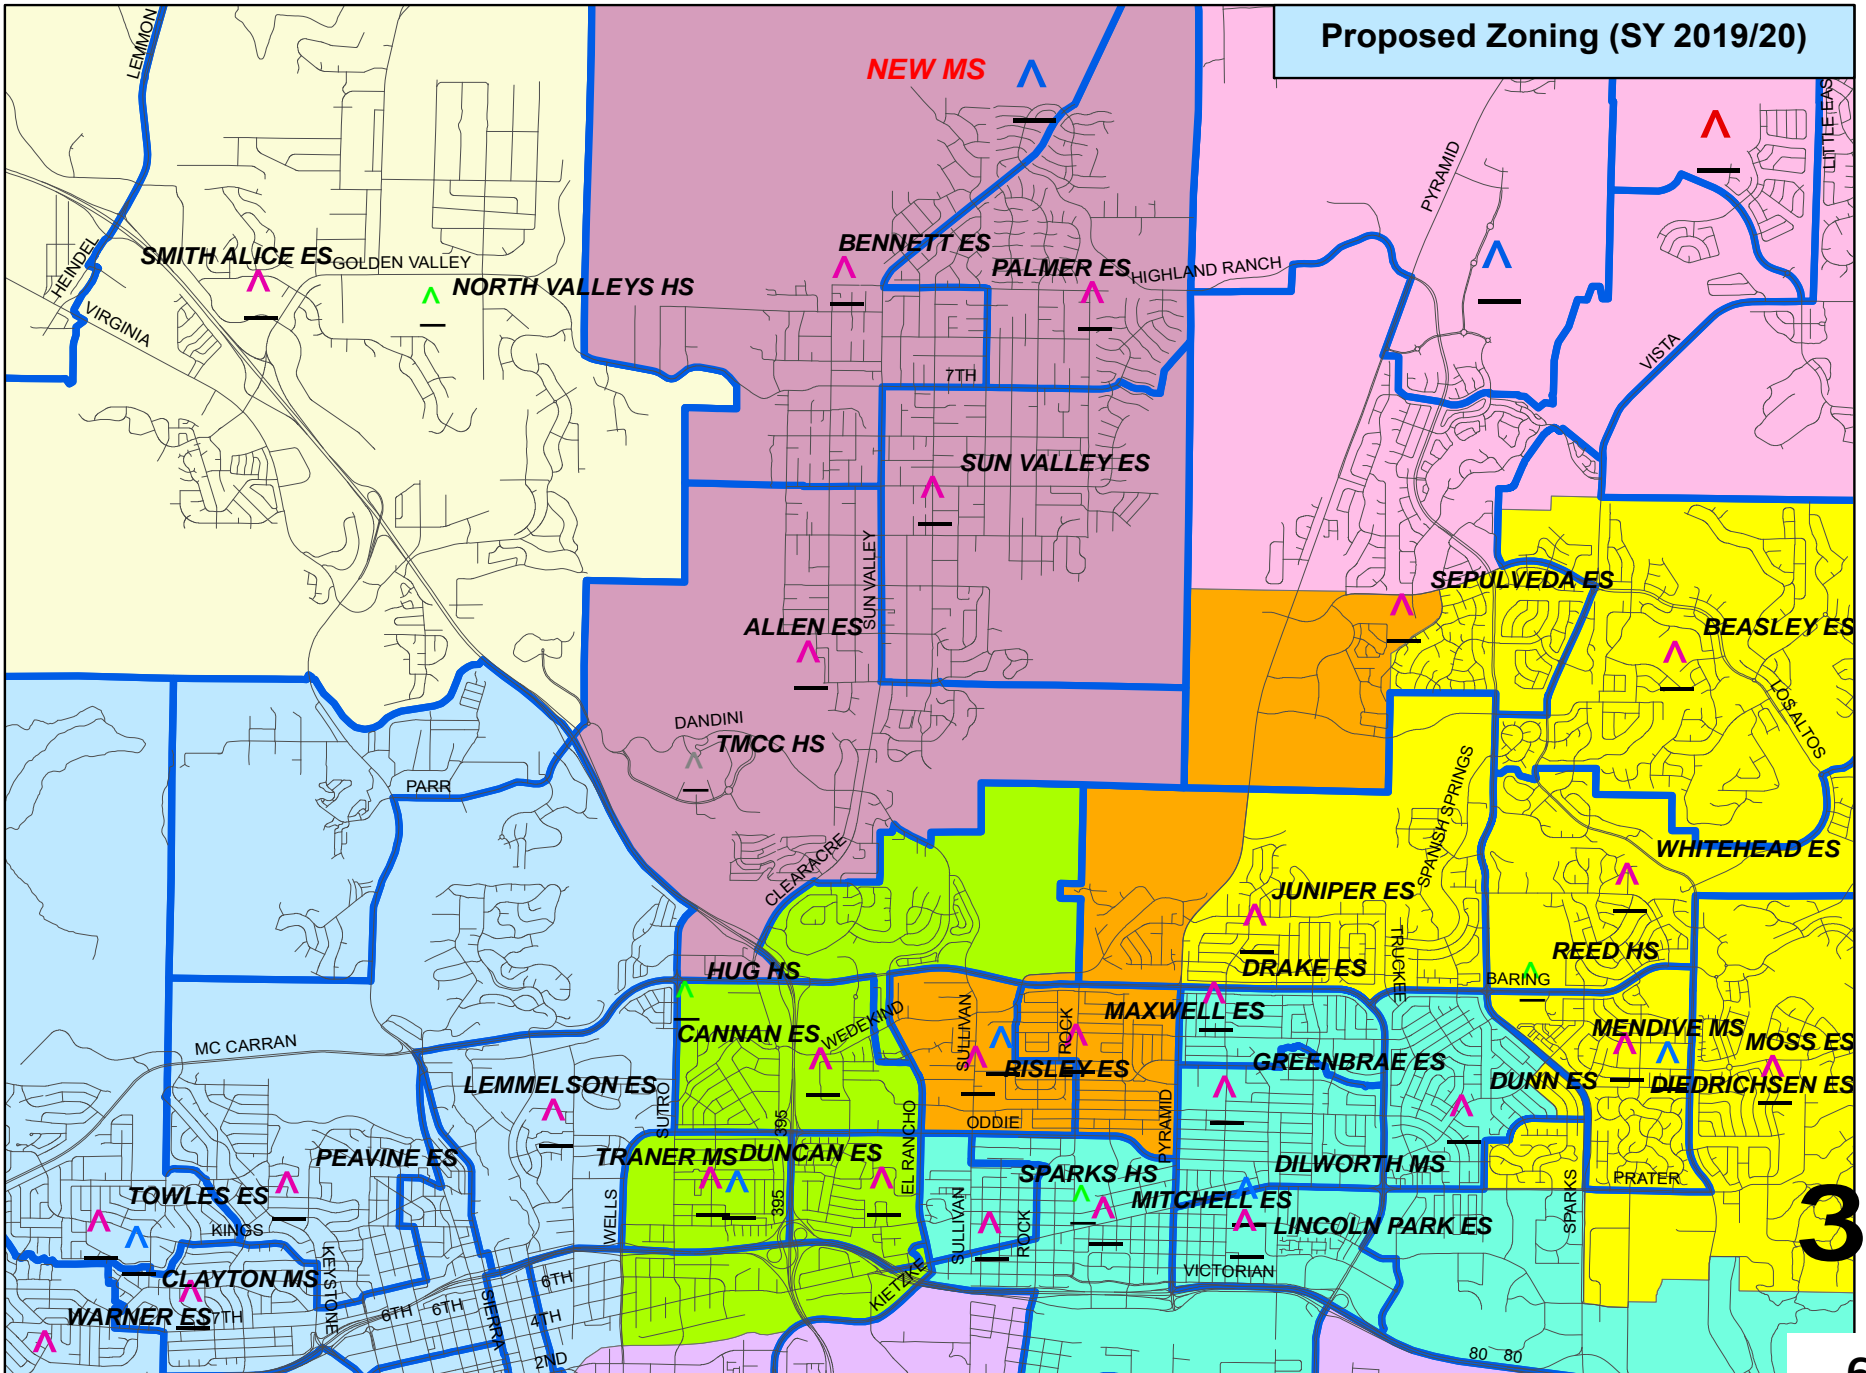 Proposed Zoning (SY 2019/20)
LEMMON
NEW MS
LITTLE EAS
PYRAMID
HEINDEL
SMITH ALICE ES
GOLDEN VALLEY
BENNETT ES
PALMER ES
HIGHLAND RANCH
NORTH VALLEYS HS
VIRGINIA
VISTA
7TH
SUN VALLEY ES
SUN VALLEY
SEPULVEDA ES
ALLEN ES
BEASLEY ES
LOS ALTOS
DANDINI
TMCC HS
PARR
SPANISH SPRINGS
CLEARACRE
WHITEHEAD ES
JUNIPER ES
TRUCKEE
REED HS
HUG HS
DRAKE ES
BARING
SULLIVAN
ROCK
MAXWELL ES
CANNAN ES
WEDEKIND
MENDIVE MS
MOSS ES
MC CARRAN
GREENBRAE ES
LEMMELSON ES
RISLEY ES
DUNN ES
DIEDRICHSEN ES
SUTRO
395
EL RANCHO
ODDIE
PYRAMID
PEAVINE ES
TRANER MS
DUNCAN ES
SPARKS HS
DILWORTH MS
SPARKS
PRATER
3
TOWLES ES
KINGS
WELLS
395
SULLIVAN
ROCK
MITCHELL ES
LINCOLN PARK ES
KEYSTONE
CLAYTON MS
6TH
KIETZKE
VICTORIAN
WARNER ES
7TH
6TH
6TH
SIERRA
4TH
2ND
80
80
6